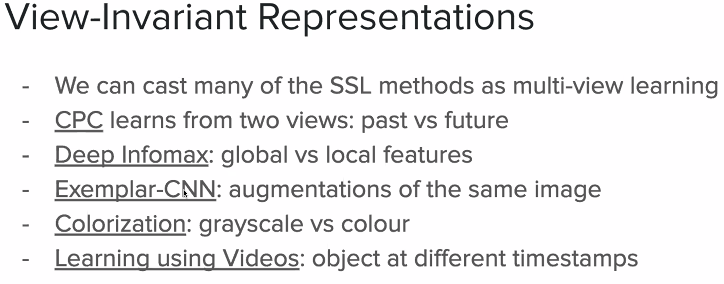 View-Invariant Representations
- We can cast many of the SSL methods as multi-view learning
- CPC learns from two views: past vs future
- Deep Infomax: global vs local features
- Exemplar-CNN: augmentations of the same image
- Colorization: grayscale vs colour
- Learning using Videos: object at different timestamps